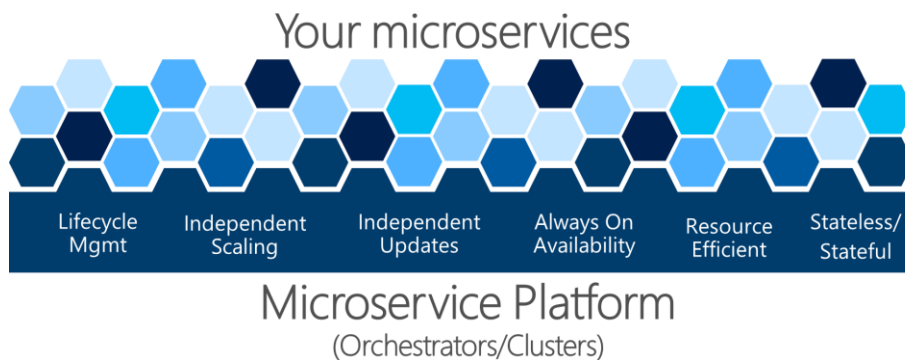 Your microservices
Lifecycle
Mgmt
Independent
Scaling
Independent
Updates
Always On
Availability
Resource
Efficient
Stateless/
Stateful
Microservice Platform
(Orchestrators/Clusters)